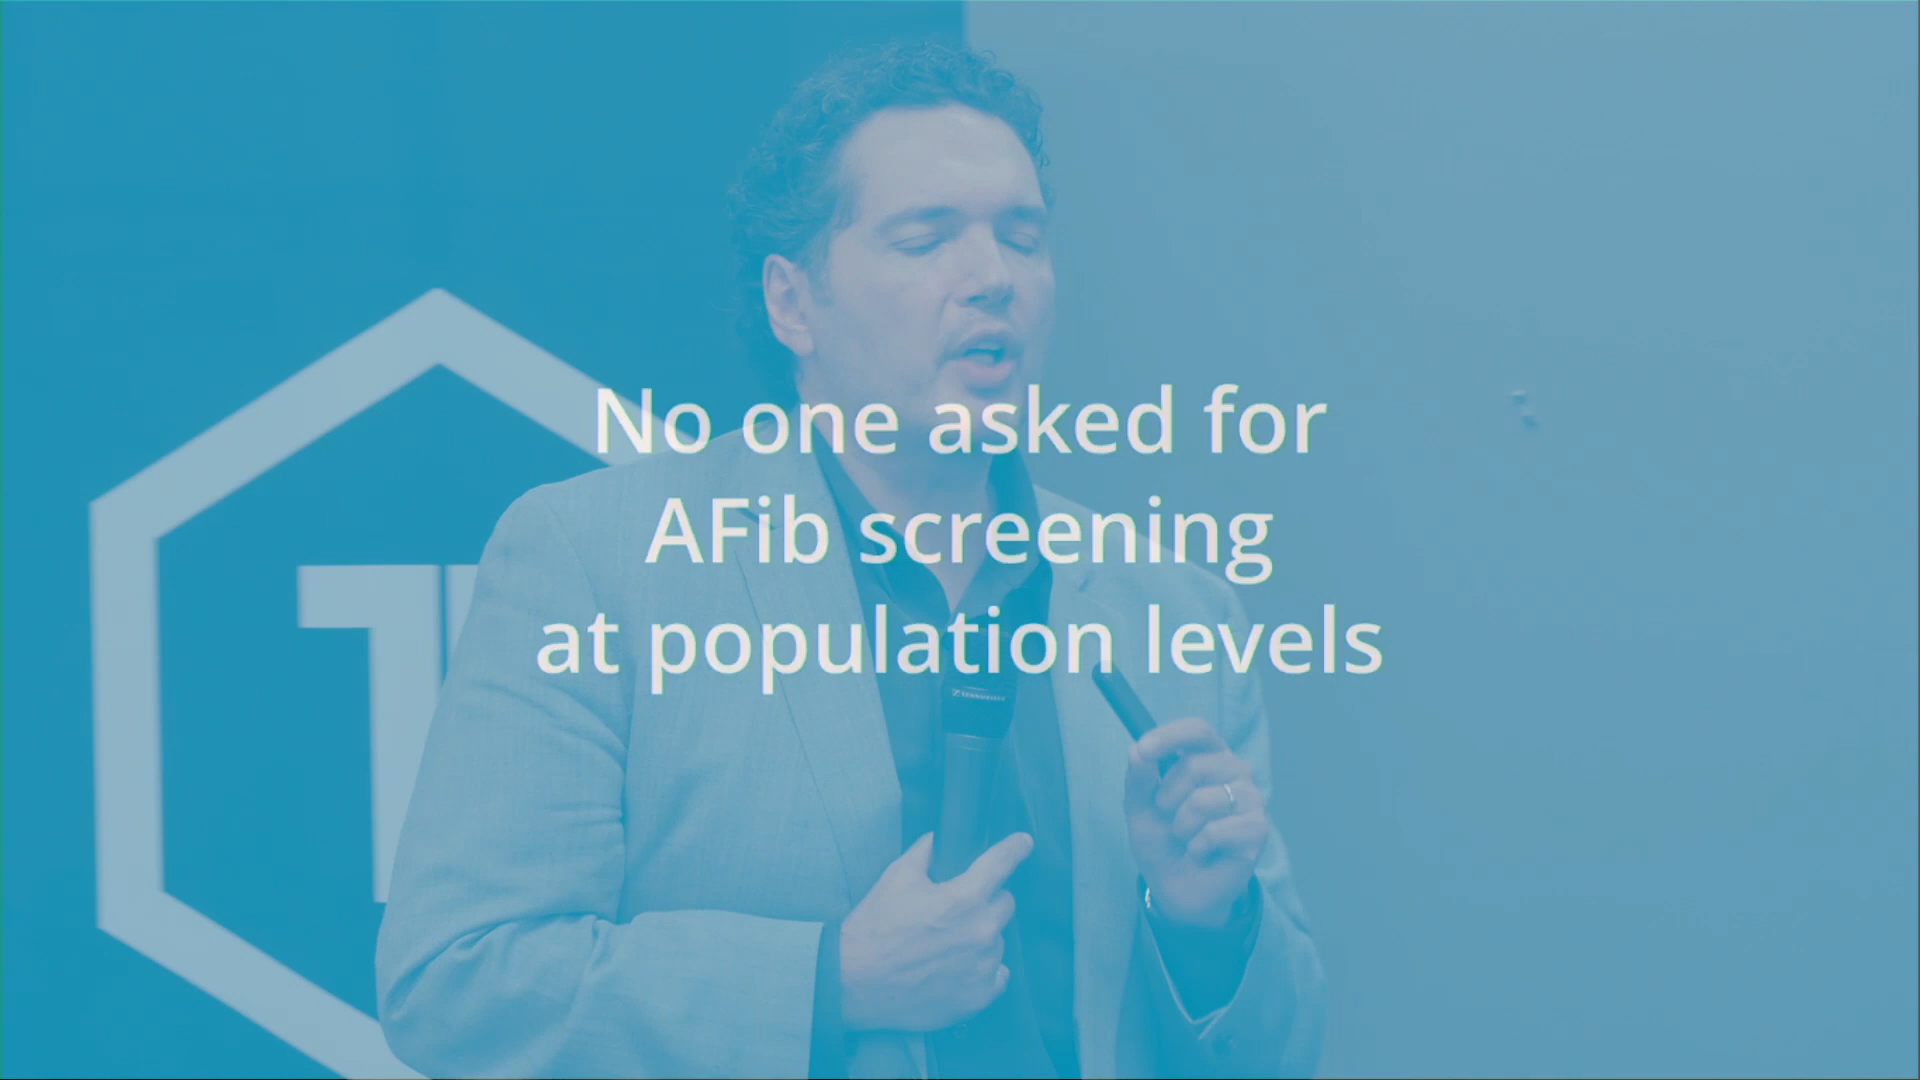 No one asked for
AFib screening
at population levels